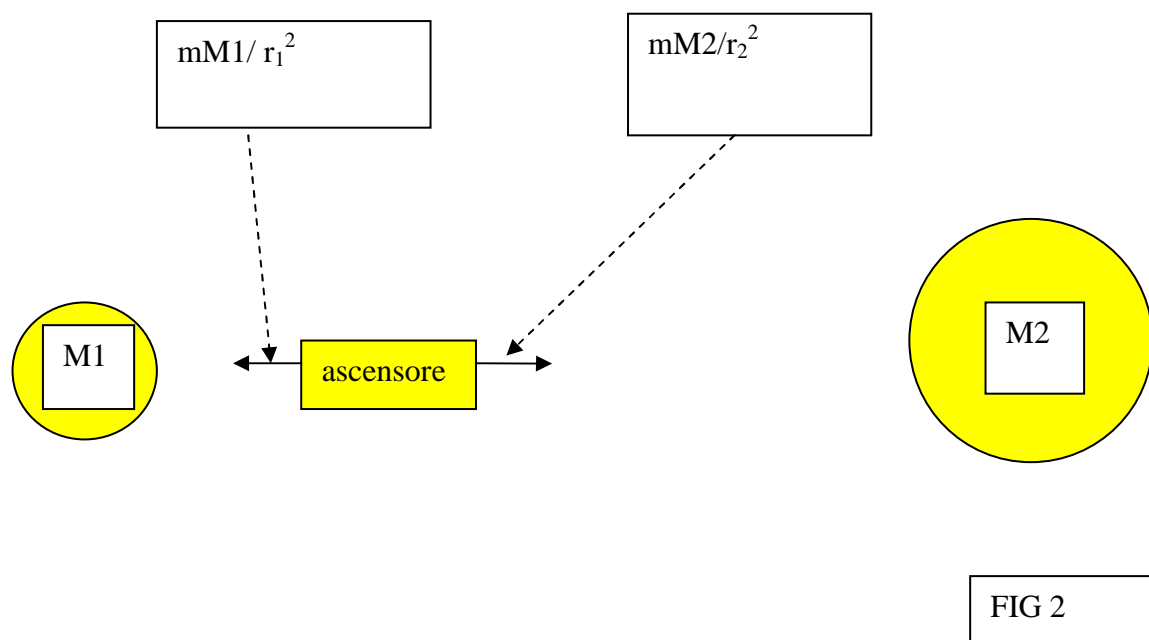 mM1/ r₁²
mM2/r₂²
M1
ascensore
M2
FIG 2